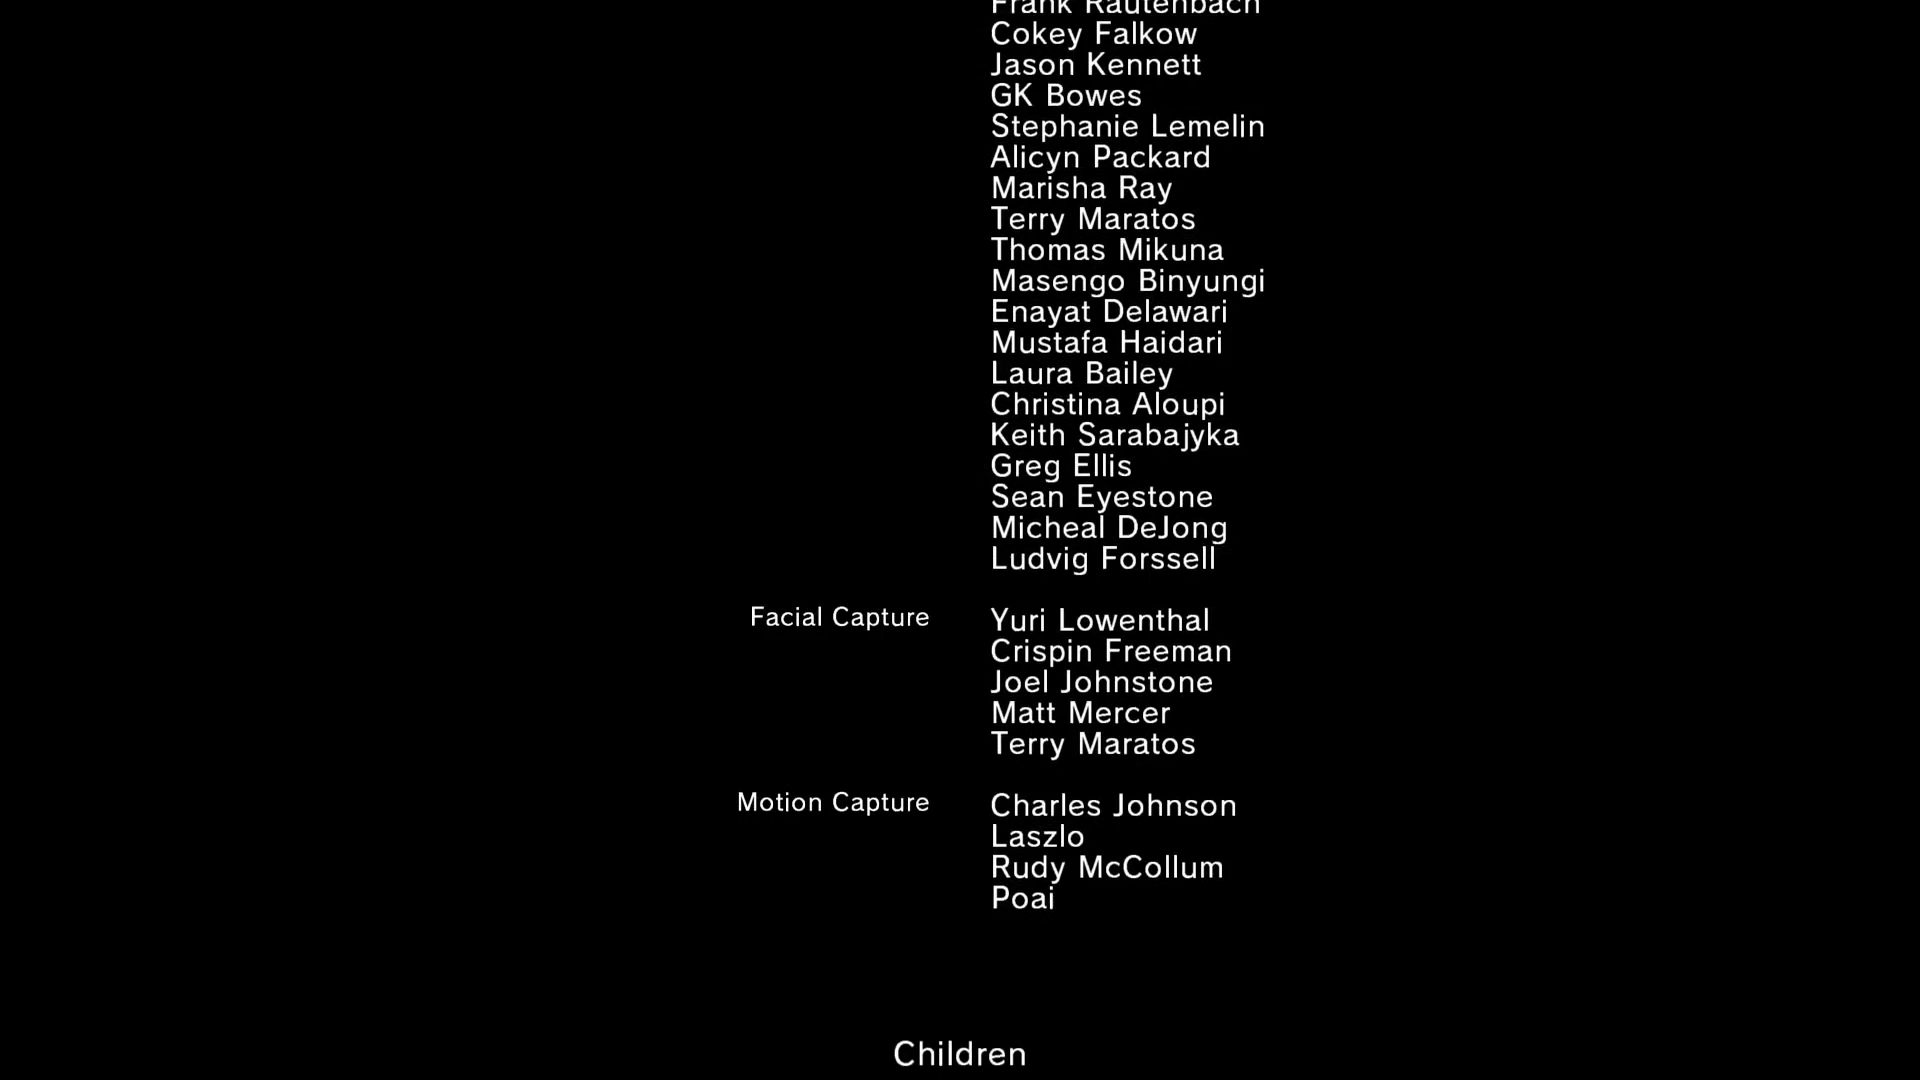 Frank Rautenbach
Cokey Falkow
Jason Kennett
GK Bowes
Stephanie Lemelin
Alicyn Packard
Marisha Ray
Terry Maratos
Thomas Mikuna
Masengo Binyungi
Enayat Delawari
Mustafa Haidari
Laura Bailey
Christina Aloupi
Keith Sarabajyka
Greg Ellis
Sean Eyestone
Micheal DeJong
Ludvig Forssell
Facial Capture Yuri Lowenthal
Crispin Freeman
Joel Johnstone
Matt Mercer
Terry Maratos
Motion Capture Charles Johnson
Laszlo
Rudy McCollum
Poai
Children